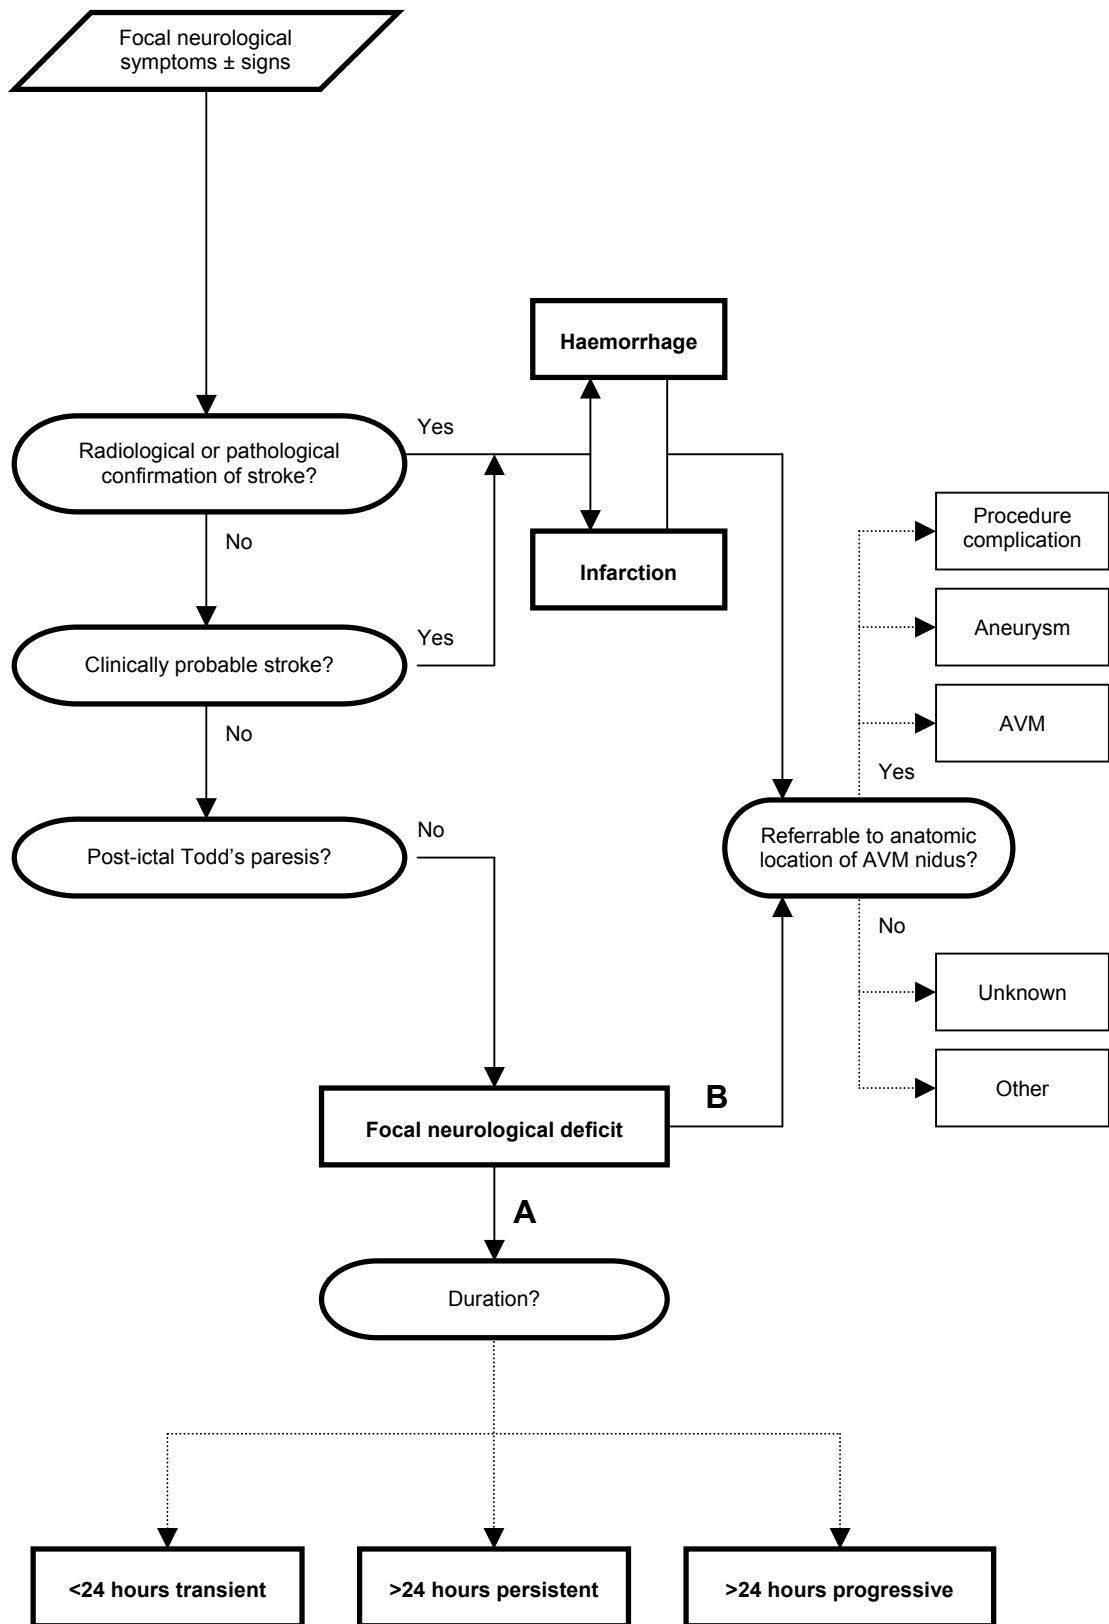 Focal neurological
symptoms ± signs
Haemorrhage
Yes
Radiological or pathological
confirmation of stroke?
Procedure
complication
No
Infarction
Aneurysm
Yes
Clinically probable stroke?
AVM
No
Yes
No
Post-ictal Todd's paresis?
Referrable to anatomic
location of AVM nidus?
No
Unknown
Other
B
Focal neurological deficit
A
Duration?
<24 hours transient
>24 hours persistent
>24 hours progressive